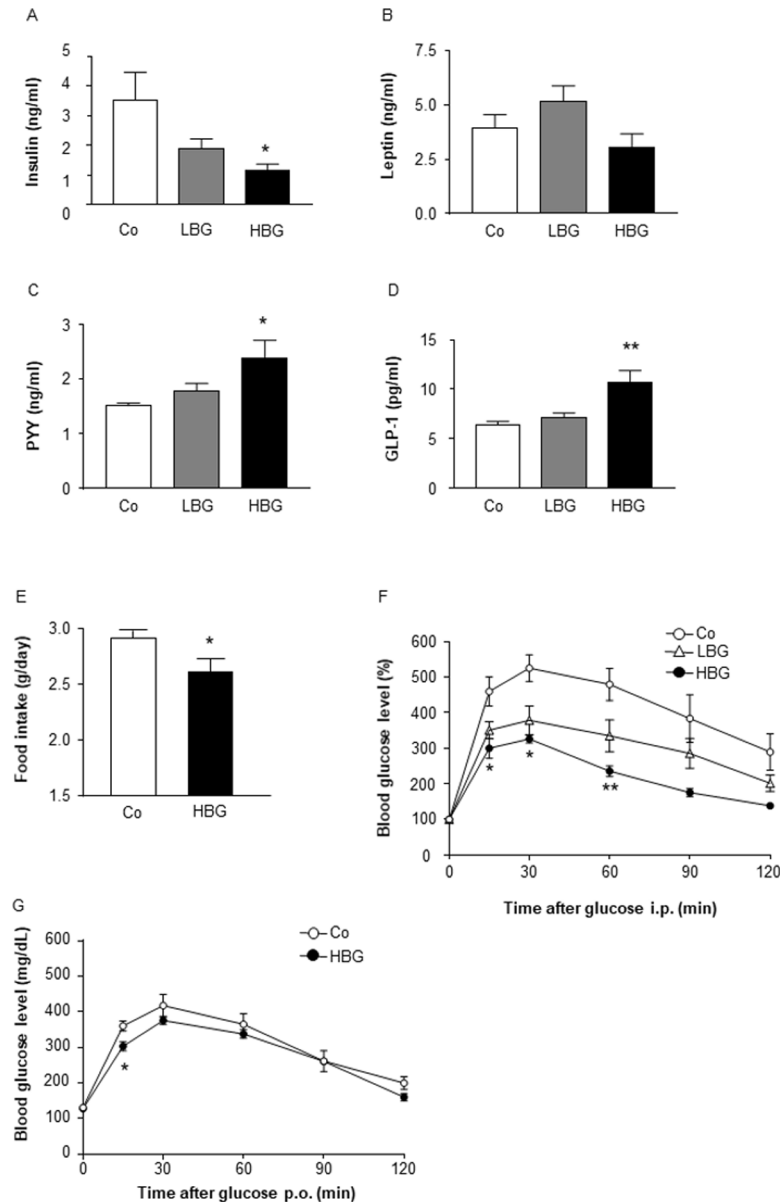 A
Insulin (ng/ml)
5
4
3
2
1
0
*
Co LBG HBG
B
Leptin (ng/ml)
7.5
5.0
2.5
0.0
Co LBG HBG
C
PYY (ng/ml)
3
2
1
0
*
Co LBG HBG
D
GLP-1 (pg/ml)
15
10
5
0
**
Co LBG HBG
E
Food intake (g/day)
3.0
2.5
2.0
1.5
*
Co HBG
F
Blood glucose level (%)
600
500
400
300
200
100
0
Co
LBG
HBG
* * **
0 30 60 90 120
Time after glucose i.p. (min)
G
Blood glucose level (mg/dL)
600
500
400
300
200
100
0
Co
HBG
*
0 30 60 90 120
Time after glucose p.o. (min)